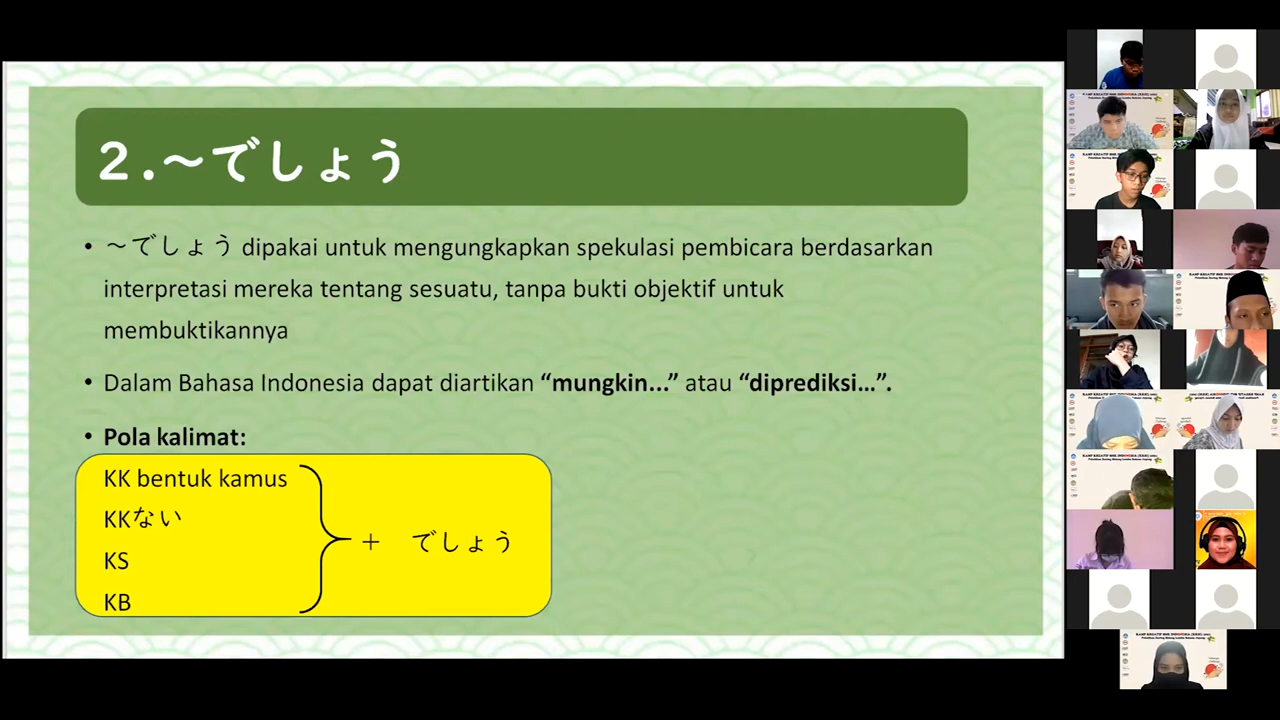 2.～でしょう
• ～でしょう dipakai untuk mengungkapkan spekulasi pembicara berdasarkan
interpretasi mereka tentang sesuatu, tanpa bukti objektif untuk
membuktikannya
• Dalam Bahasa Indonesia dapat diartikan “mungkin...” atau “diprediksi...”.
• Pola kalimat:
KK bentuk kamus
KKない
KS
KB
+ でしょう